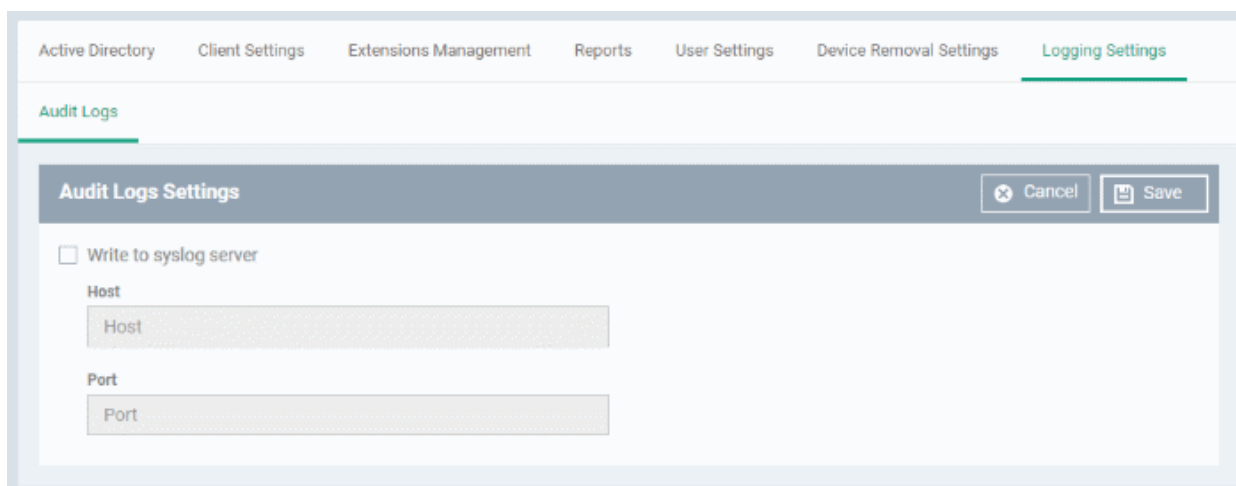 Active Directory Client Settings Extensions Management Reports User Settings Device Removal Settings Logging Settings
Audit Logs
Audit Logs Settings Cancel Save
Write to syslog server
Host
Host
Port
Port